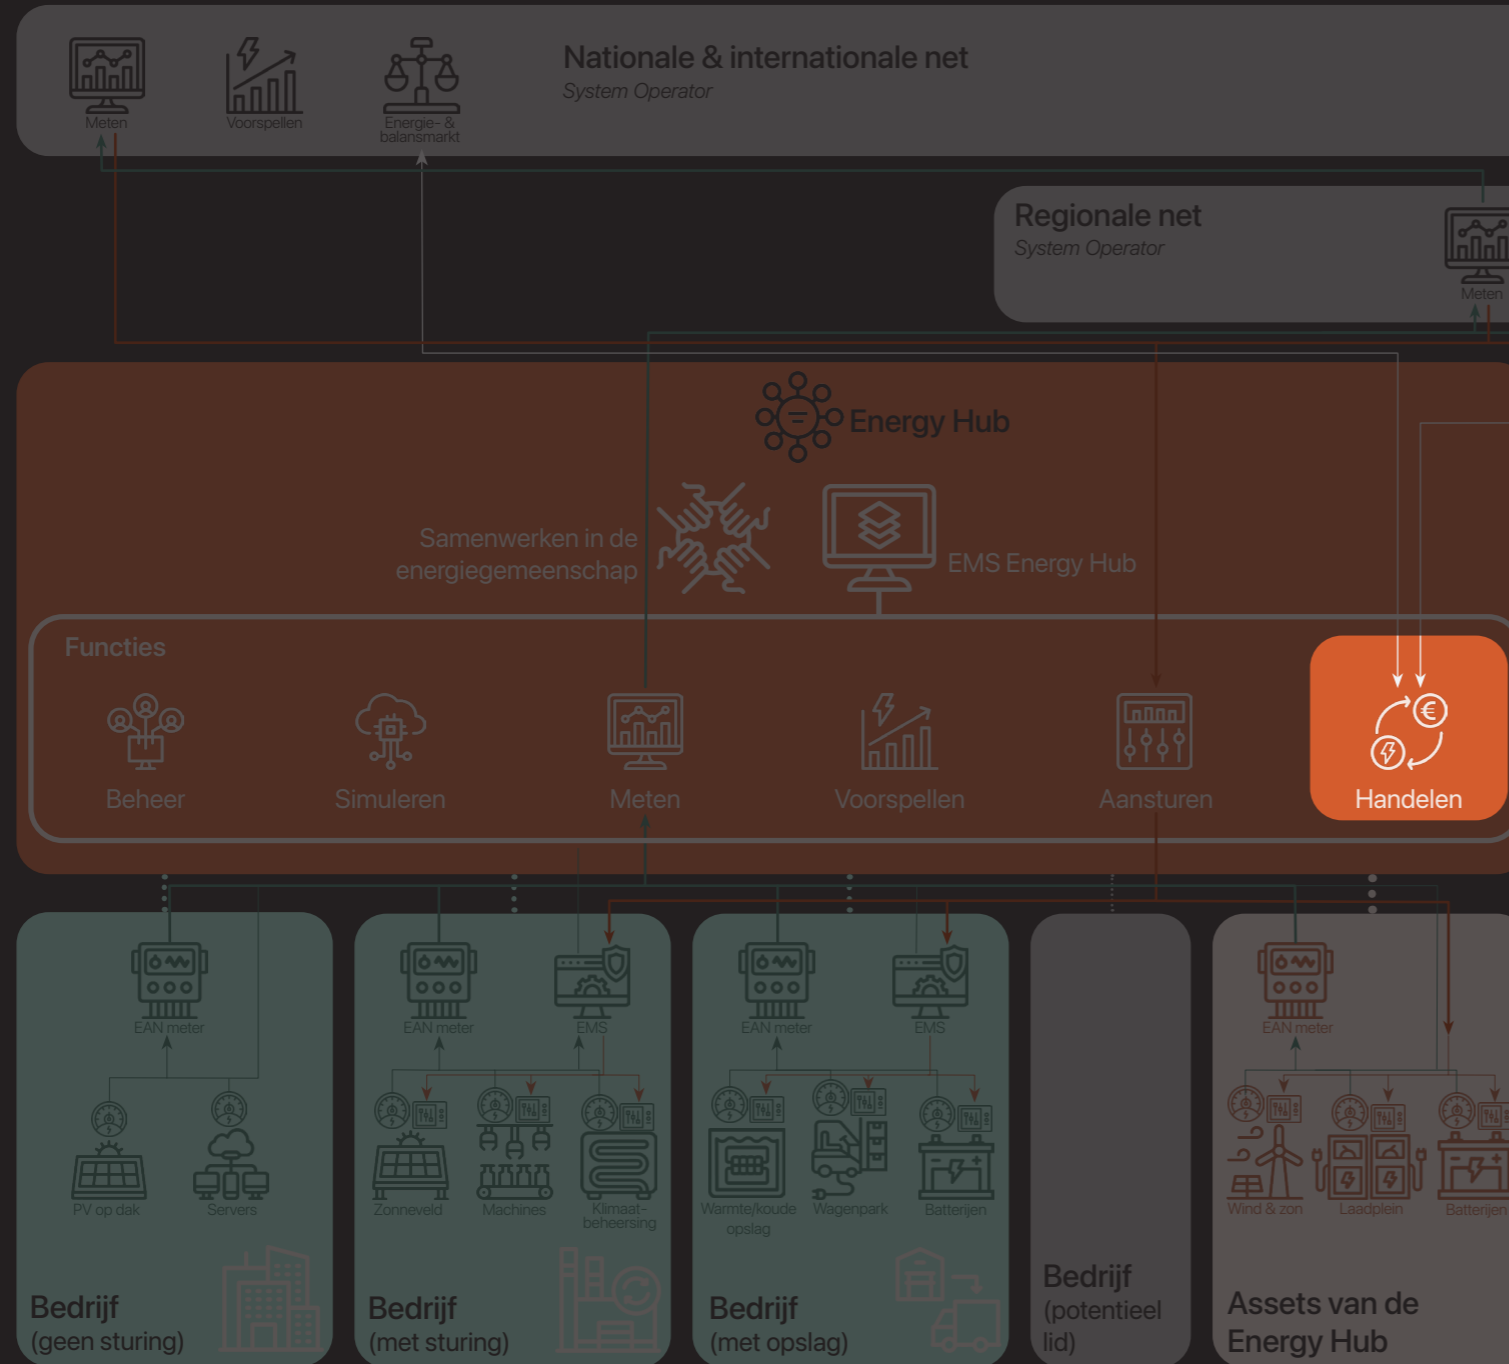 Nationale & internationale net
System Operator
Meten
Voorspellen
Energie- &
balansmarkt
Regionale net
System Operator
Meten
Energy Hub
Samenwerken in de
energiegemeenschap
EMS Energy Hub
Functies
Beheer
Simuleren
Meten
Voorspellen
Aansturen
Handelen
EAN meter
PV op dak
Servers
Bedrijf
(geen sturing)
EAN meter
EMS
Zonneveld
Machines
Klimaat-
beheersing
Bedrijf
(met sturing)
EAN meter
EMS
Warmte/koude
opslag
Wagenpark
Batterijen
Bedrijf
(met opslag)
Bedrijf
(potentieel
lid)
EAN meter
Wind & zon
Laadplein
Batterijen
Assets van de
Energy Hub